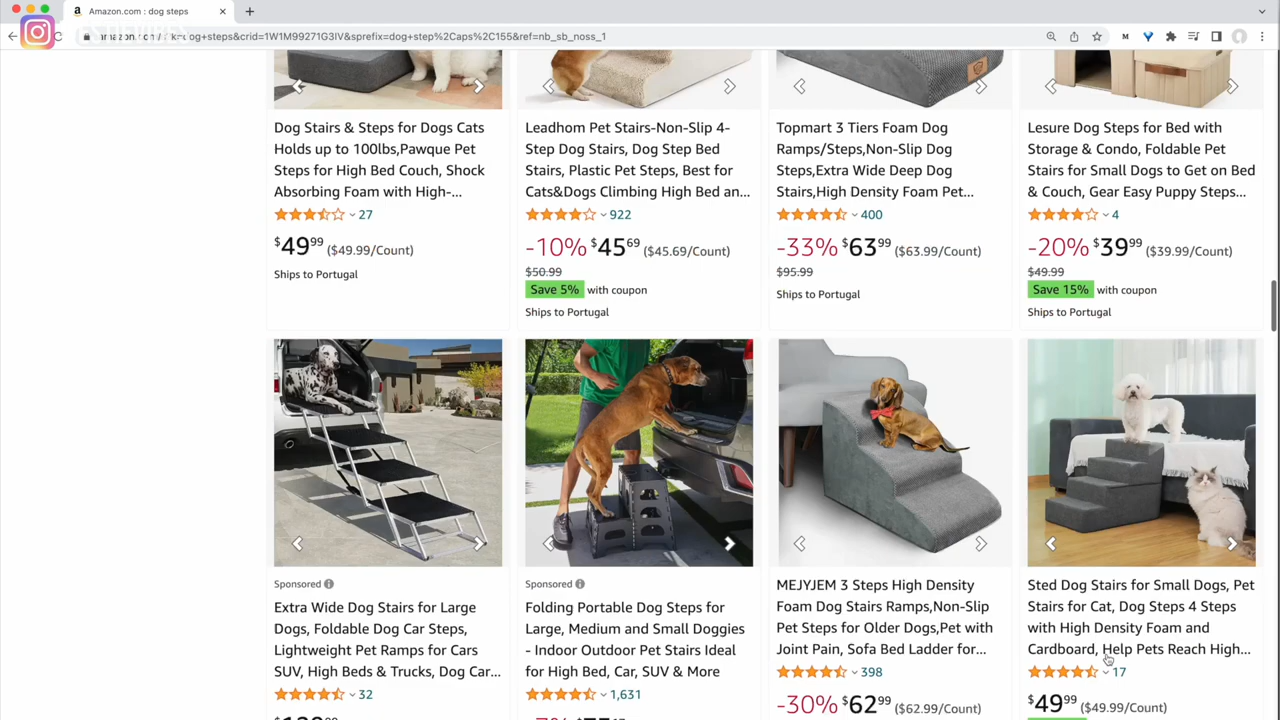 Amazon.com : dog steps
amazon.com/s?k=dog+steps&crid=1W1M99271G3IV&sprefix=dog+step%2Caps%2C155&ref=nb_sb_noss_1
Dog Stairs & Steps for Dogs Cats
Holds up to 100lbs,Pawque Pet
Steps for High Bed Couch, Shock
Absorbing Foam with High-...
27
$49.99 ($49.99/Count)
Ships to Portugal
Leadhom Pet Stairs-Non-Slip 4-
Step Dog Stairs, Dog Step Bed
Stairs, Plastic Pet Steps, Best for
Cats&Dogs Climbing High Bed an...
922
-10% $45.69 ($45.69/Count)
$50.99
Save 5% with coupon
Ships to Portugal
Topmart 3 Tiers Foam Dog
Ramps/Steps,Non-Slip Dog
Steps,Extra Wide Deep Dog
Stairs,High Density Foam Pet...
400
-33% $63.99 ($63.99/Count)
$95.99
Ships to Portugal
Lesure Dog Steps for Bed with
Storage & Condo, Foldable Pet
Stairs for Small Dogs to Get on Bed
& Couch, Gear Easy Puppy Steps...
4
-20% $39.99 ($39.99/Count)
$49.99
Save 15% with coupon
Ships to Portugal
Sponsored
Extra Wide Dog Stairs for Large
Dogs, Foldable Dog Car Steps,
Lightweight Pet Ramps for Cars
SUV, High Beds & Trucks, Dog Car...
32
Sponsored
Folding Portable Dog Steps for
Large, Medium and Small Doggies
- Indoor Outdoor Pet Stairs Ideal
for High Bed, Car, SUV & More
1,631
MEJYJEM 3 Steps High Density
Foam Dog Stairs Ramps,Non-Slip
Pet Steps for Older Dogs,Pet with
Joint Pain, Sofa Bed Ladder for...
398
-30% $62.99 ($62.99/Count)
Sted Dog Stairs for Small Dogs, Pet
Stairs for Cat, Dog Steps 4 Steps
with High Density Foam and
Cardboard, Help Pets Reach High...
17
$49.99 ($49.99/Count)